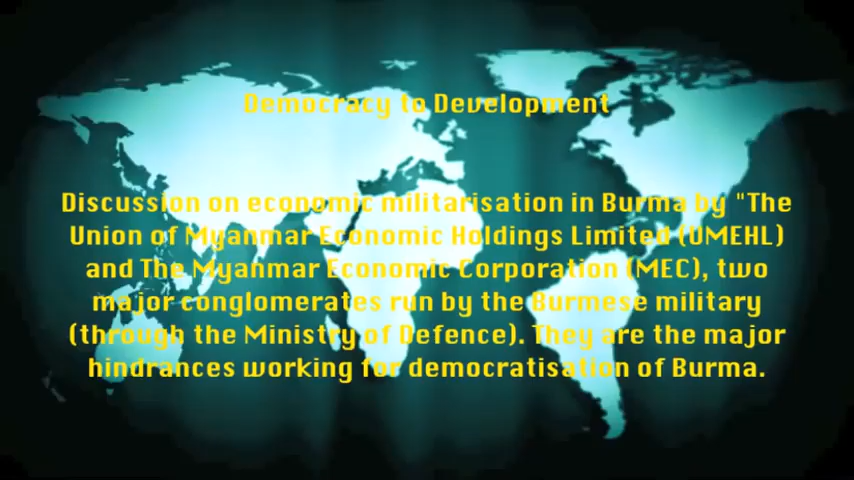 Democracy to Development
Discussion on economic militarisation in Burma by "The
Union of Myanmar Economic Holdings Limited (UMEHL)
and The Myanmar Economic Corporation (MEC), two
major conglomerates run by the Burmese military
(through the Ministry of Defence). They are the major
hindrances working for democratisation of Burma.